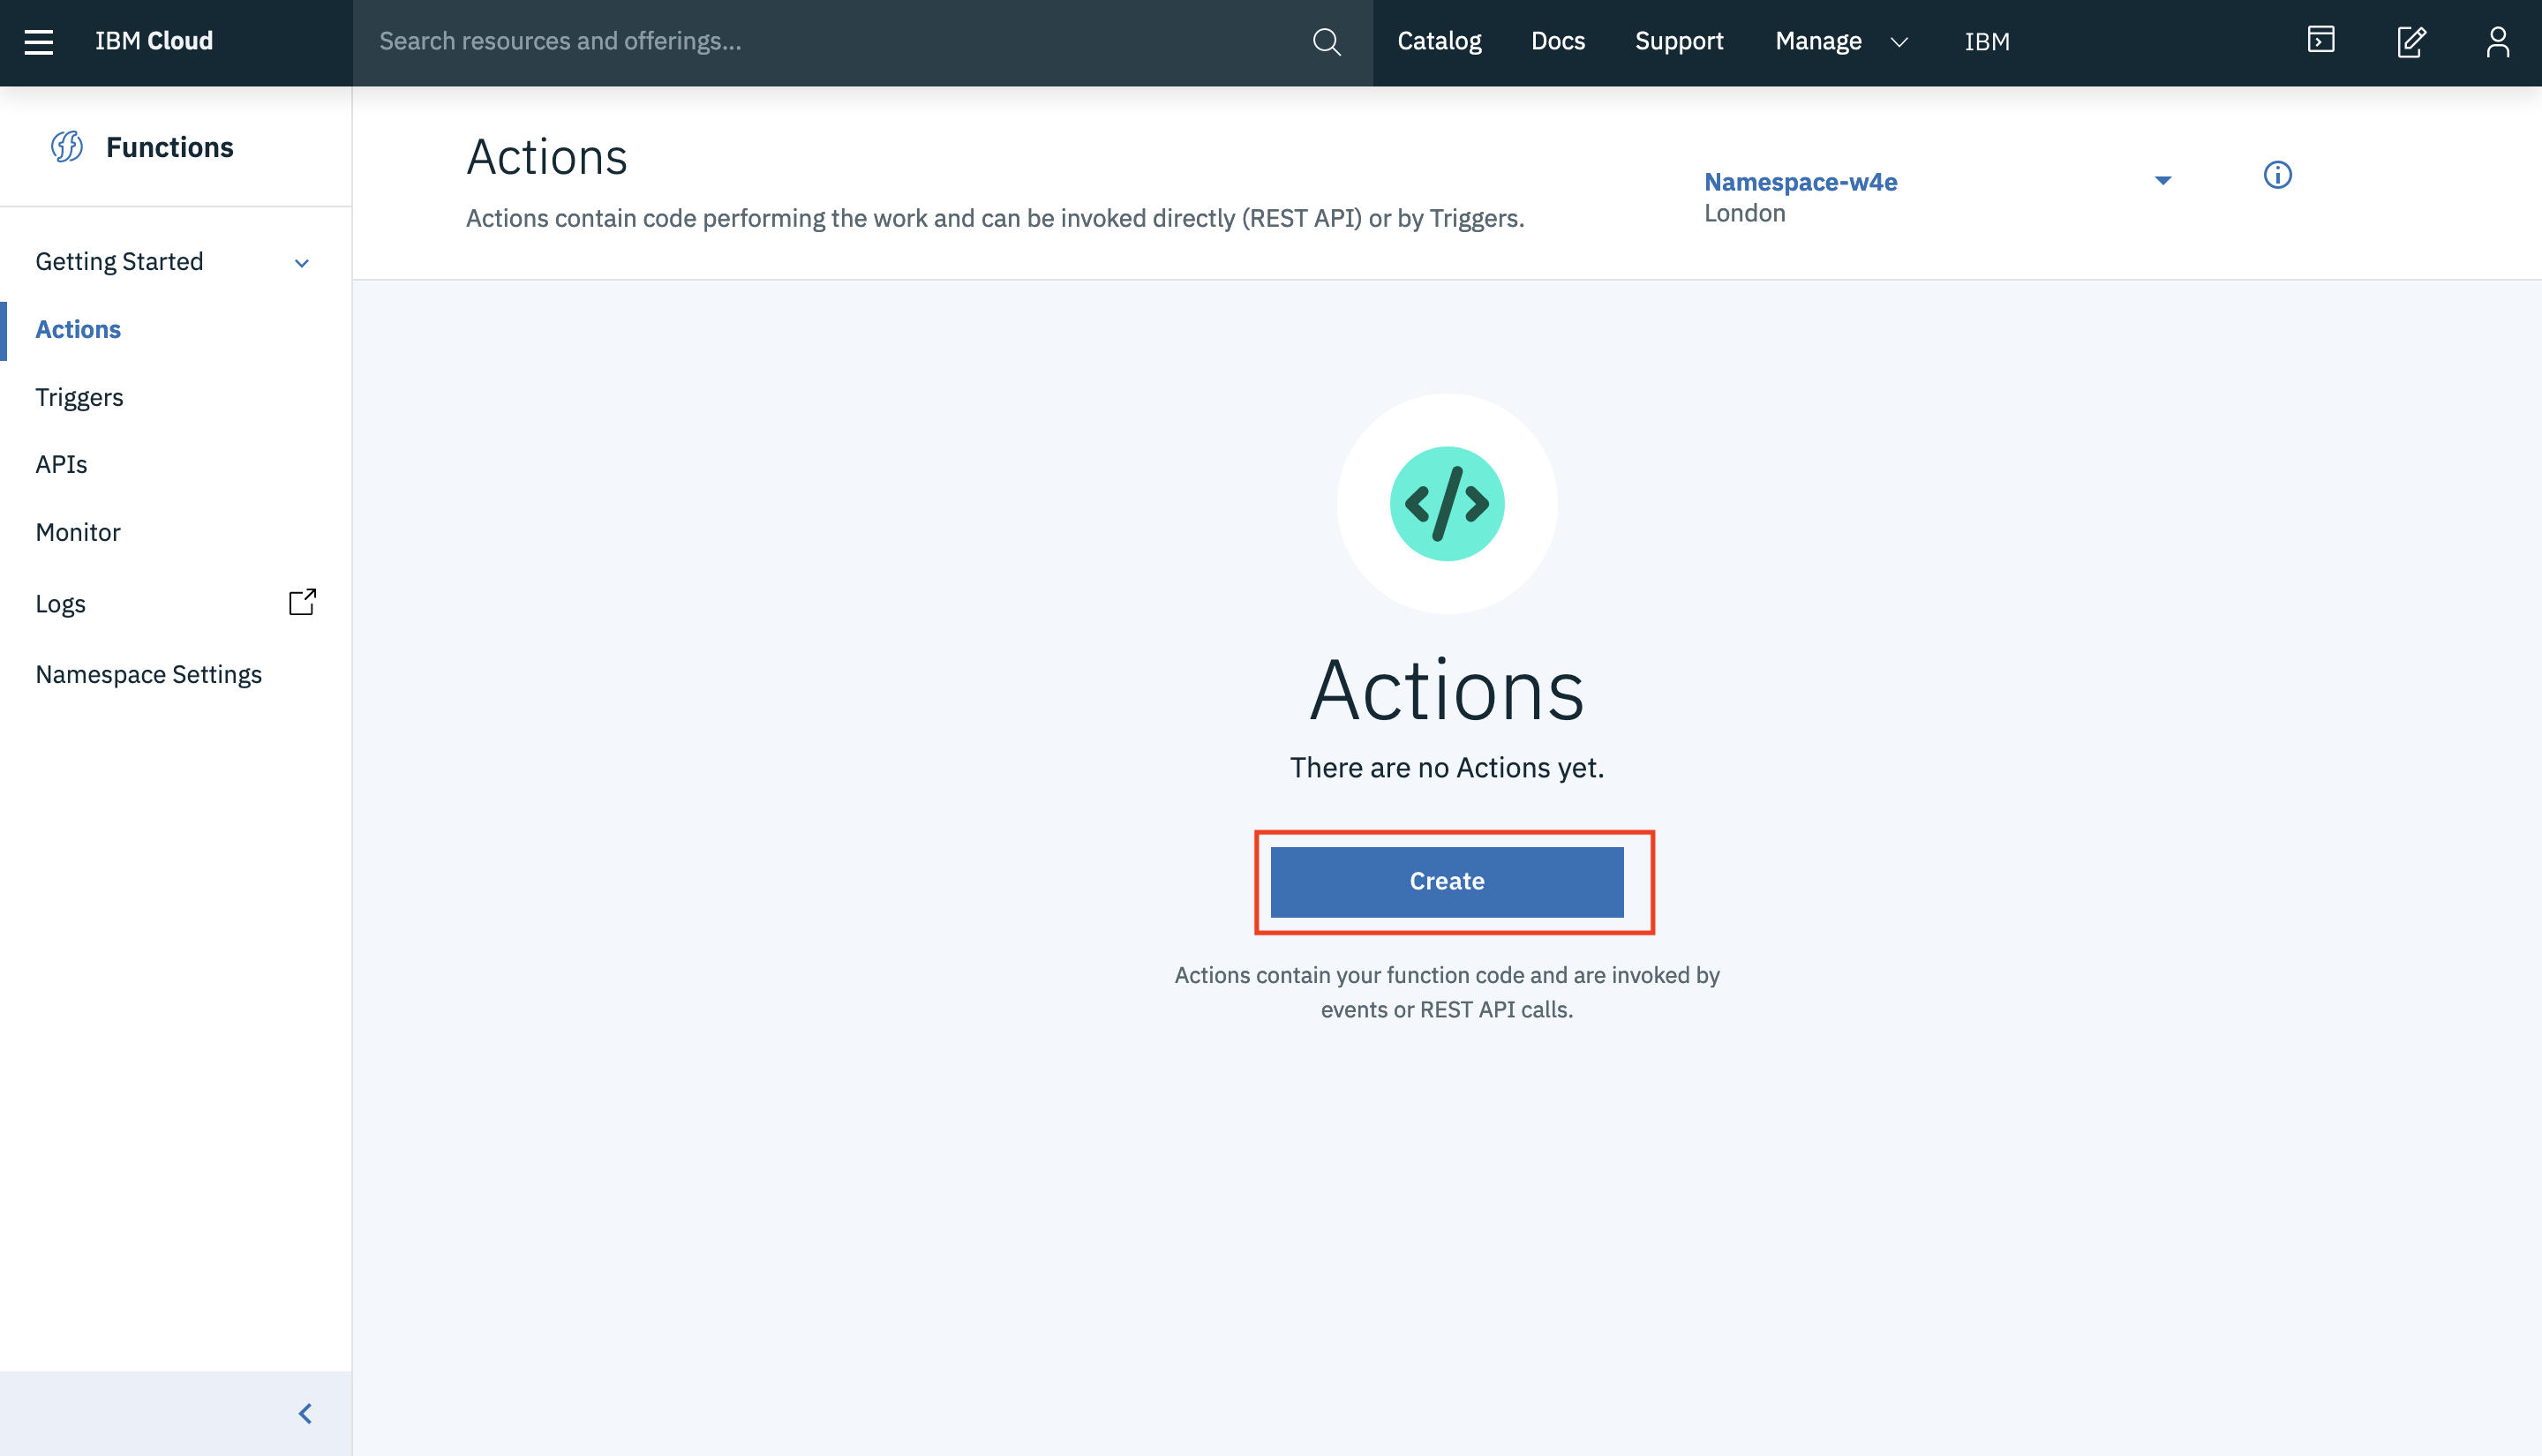 IBM Cloud
Search resources and offerings...
Catalog
Docs
Support
Manage
IBM
Functions
Getting Started
Actions
Triggers
APIs
Monitor
Logs
Namespace Settings
Actions
Actions contain code performing the work and can be invoked directly (REST API) or by Triggers.
Namespace-w4e
London
</>
Actions
There are no Actions yet.
Create
Actions contain your function code and are invoked by
events or REST API calls.